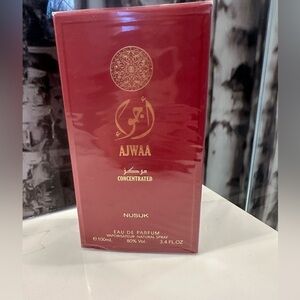 أجواء
AJWAA
مركز
CONCENTRATED
NUSUK
EAU DE PARFUM
VAPORISATEUR NATURAL SPRAY
℮100ML 80% Vol. 3.4 FL.OZ